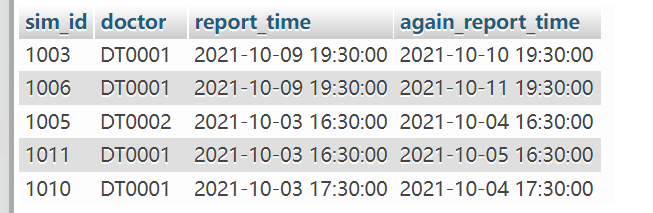 sim_id doctor report_time again_report_time
1003 DT0001 2021-10-09 19:30:00 2021-10-10 19:30:00
1006 DT0001 2021-10-09 19:30:00 2021-10-11 19:30:00
1005 DT0002 2021-10-03 16:30:00 2021-10-04 16:30:00
1011 DT0001 2021-10-03 16:30:00 2021-10-05 16:30:00
1010 DT0001 2021-10-03 17:30:00 2021-10-04 17:30:00